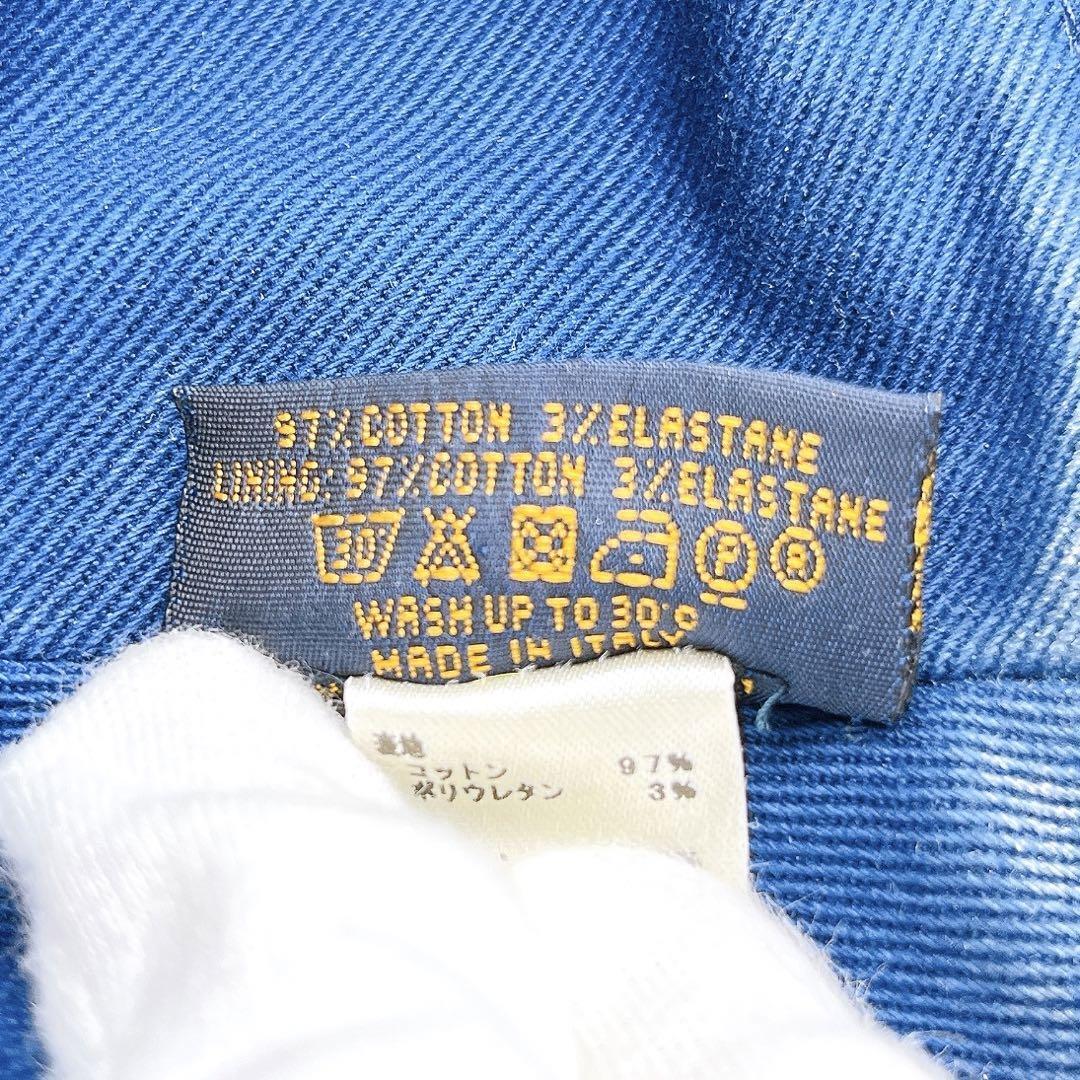 97% COTTON 3% ELASTANE
LINING: 97% COTTON 3% ELASTANE
30 P R
WASH UP TO 30°C
MADE IN ITALY
表地
コットン 97%
ポリウレタン 3%